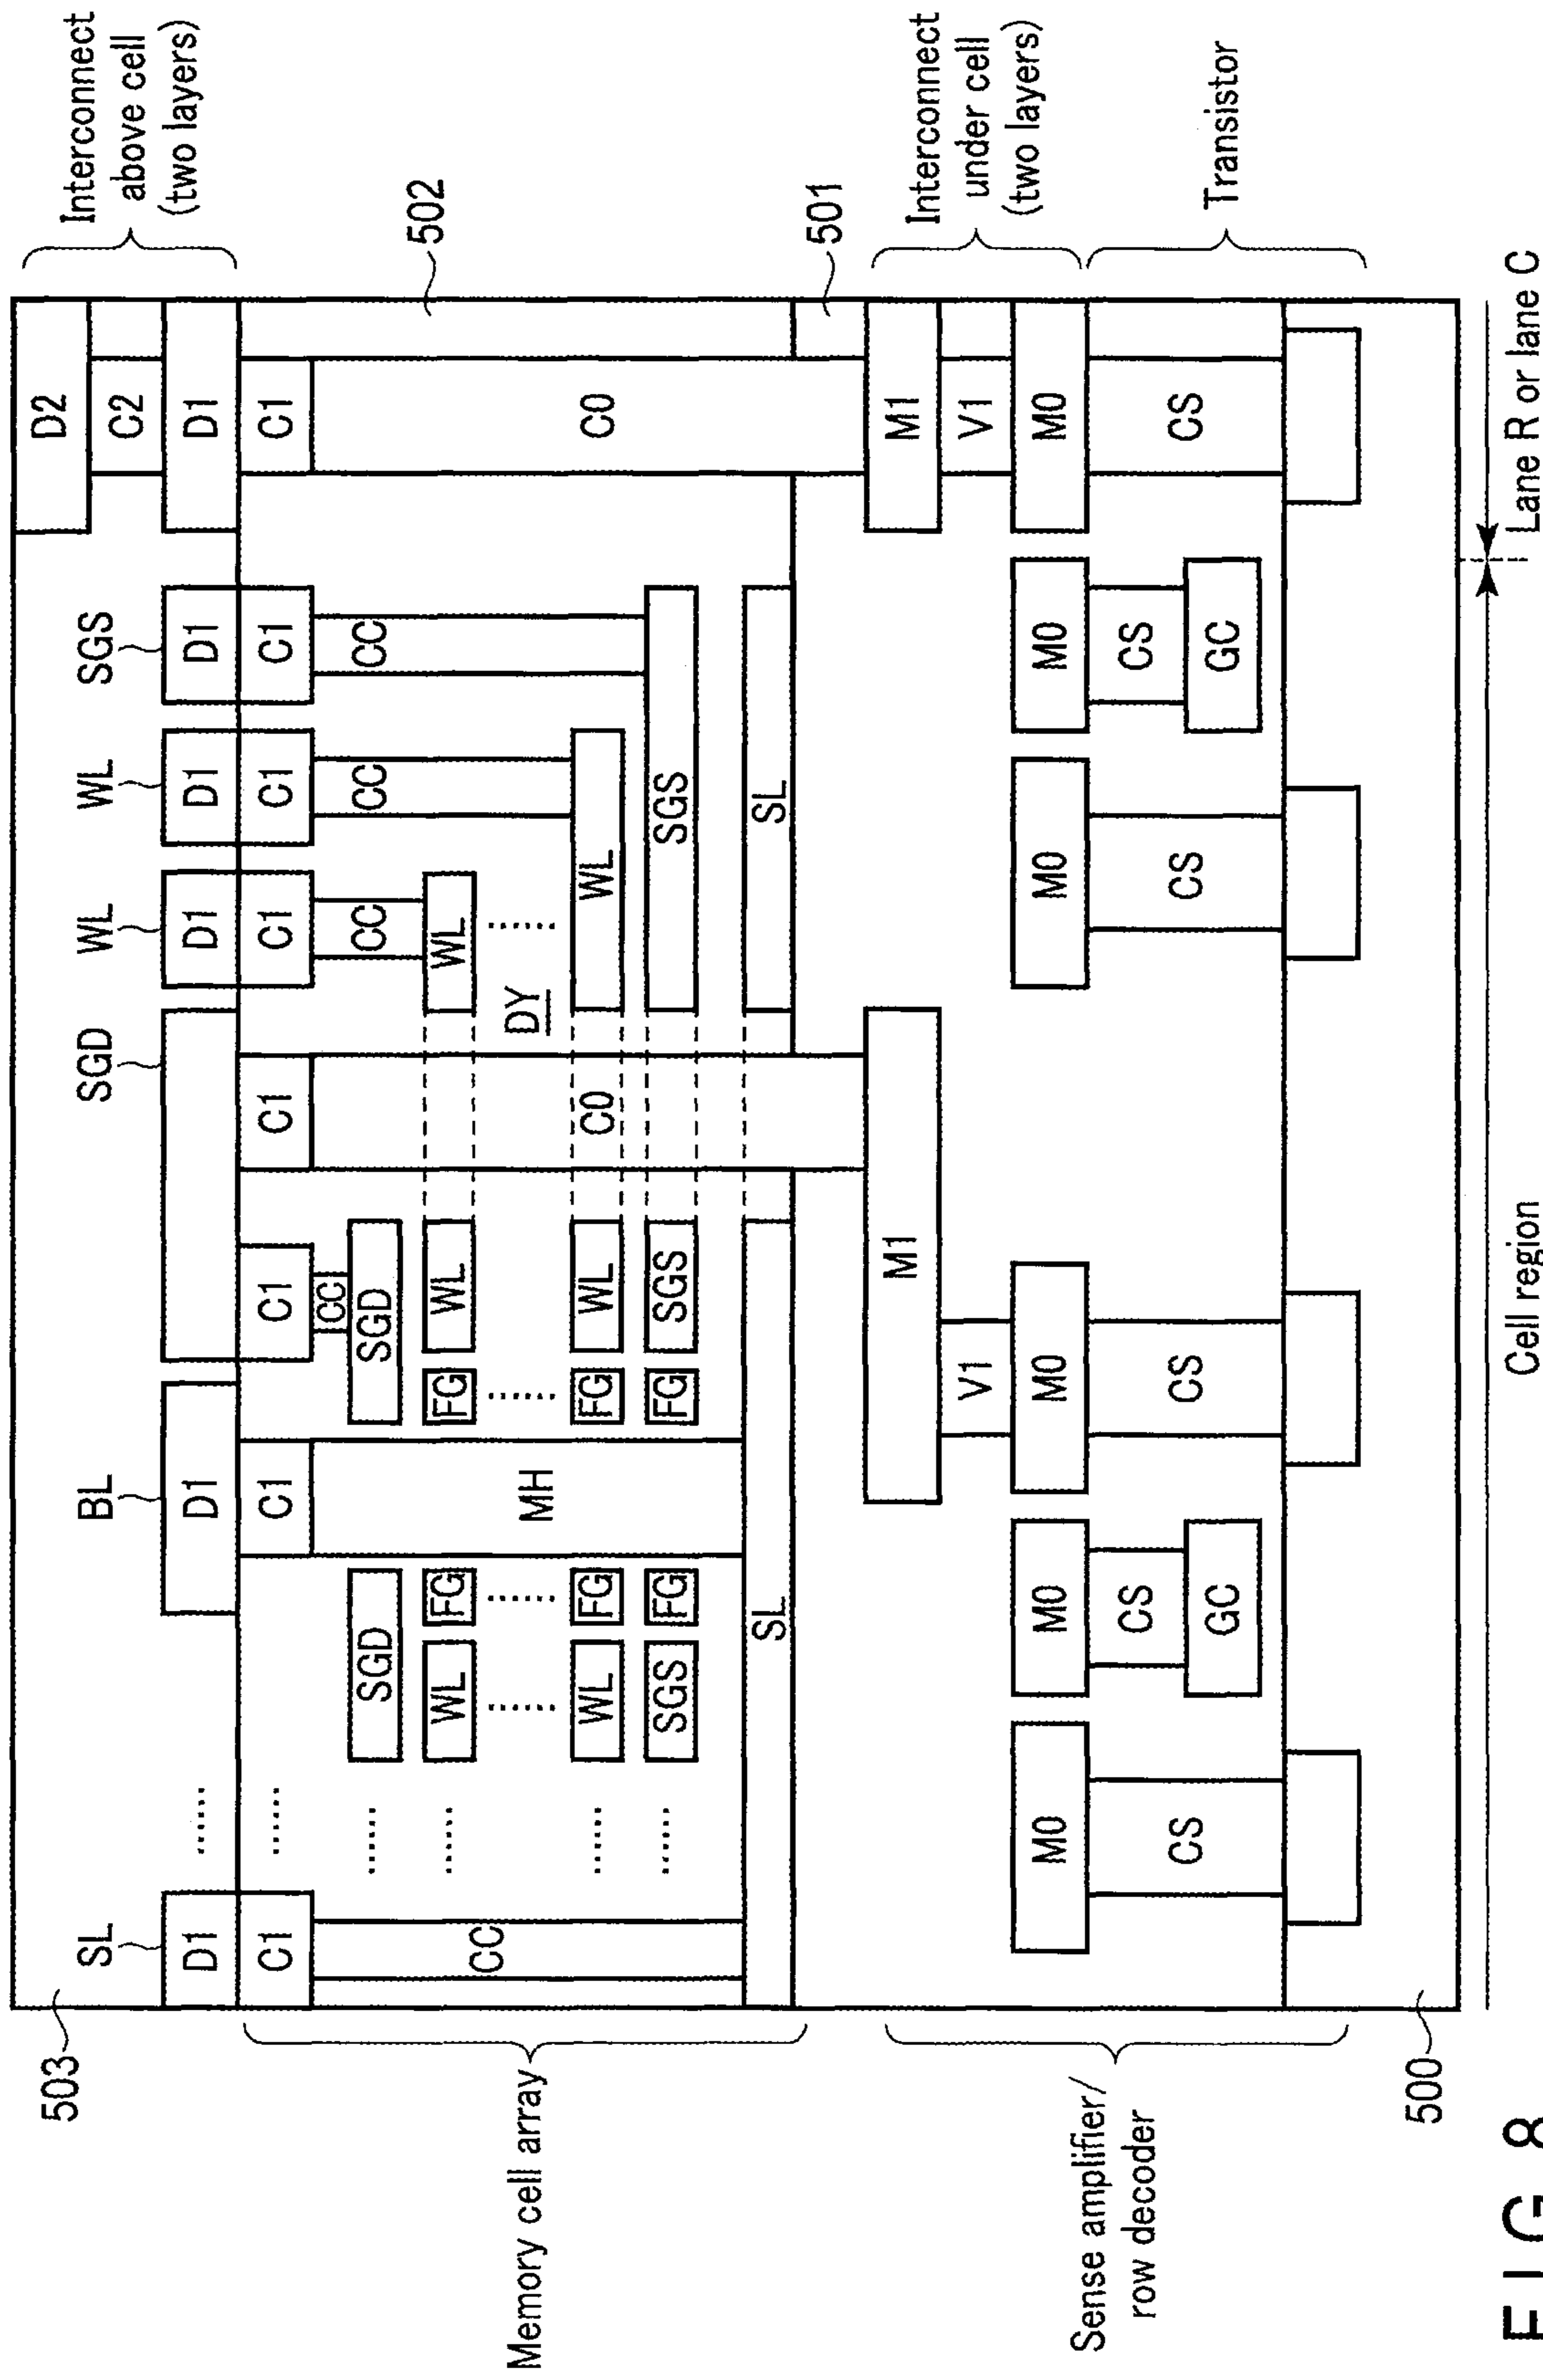 503
D2
Interconnect
above cell
(two layers)
SL BL SGD WL WL SGS
C2
D1 ...... D1 D1 D1 D1 D1
C1 ...... C1 C1 C1 C1 C1 C1 C1
502
CC CC CC CC
...... SGD SGD
...... WL FG FG WL WL
Memory cell array
CC MH DY
...... WL FG FG WL C0 WL C0
...... SGS FG FG SGS SGS
SL SL
501
M1 M1
Interconnect
under cell
(two layers)
V1 V1
M0 M0 M0 M0 M0 M0
Sense amplifier/
row decoder
CS CS CS CS CS CS
GC GC
Transistor
500
Cell region
Lane R or lane C
FIG. 8